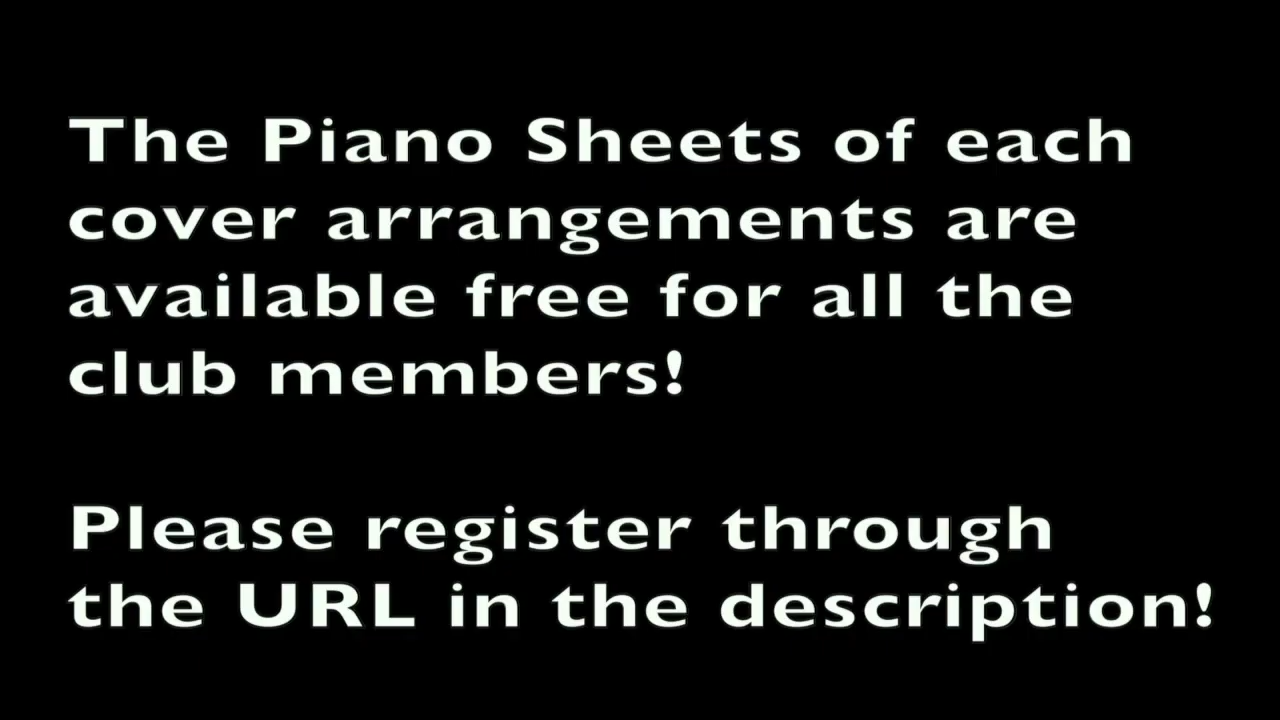 The Piano Sheets of each
cover arrangements are
available free for all the
club members!
Please register through
the URL in the description!